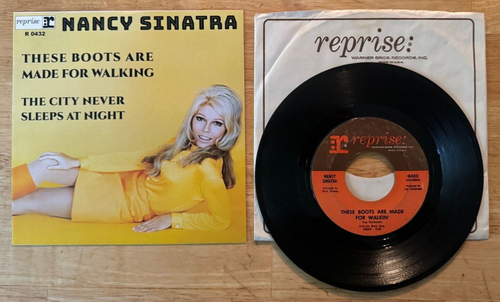 reprise:
R 0432
NANCY SINATRA
THESE BOOTS ARE
MADE FOR WALKING
THE CITY NEVER
SLEEPS AT NIGHT
reprise:
WARNER BROS. RECORDS, INC.
reprise:
NANCY
SINATRA
0432
THESE BOOTS ARE MADE
FOR WALKIN'